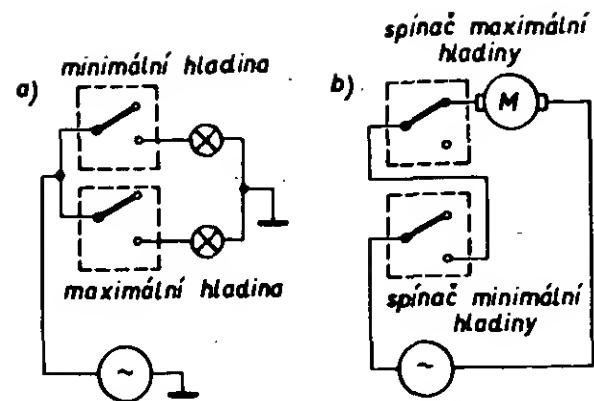 a)
minimální hladina
maximální hladina
~
b)
spínač maximální
hladiny
M
spínač minimální
hladiny
~